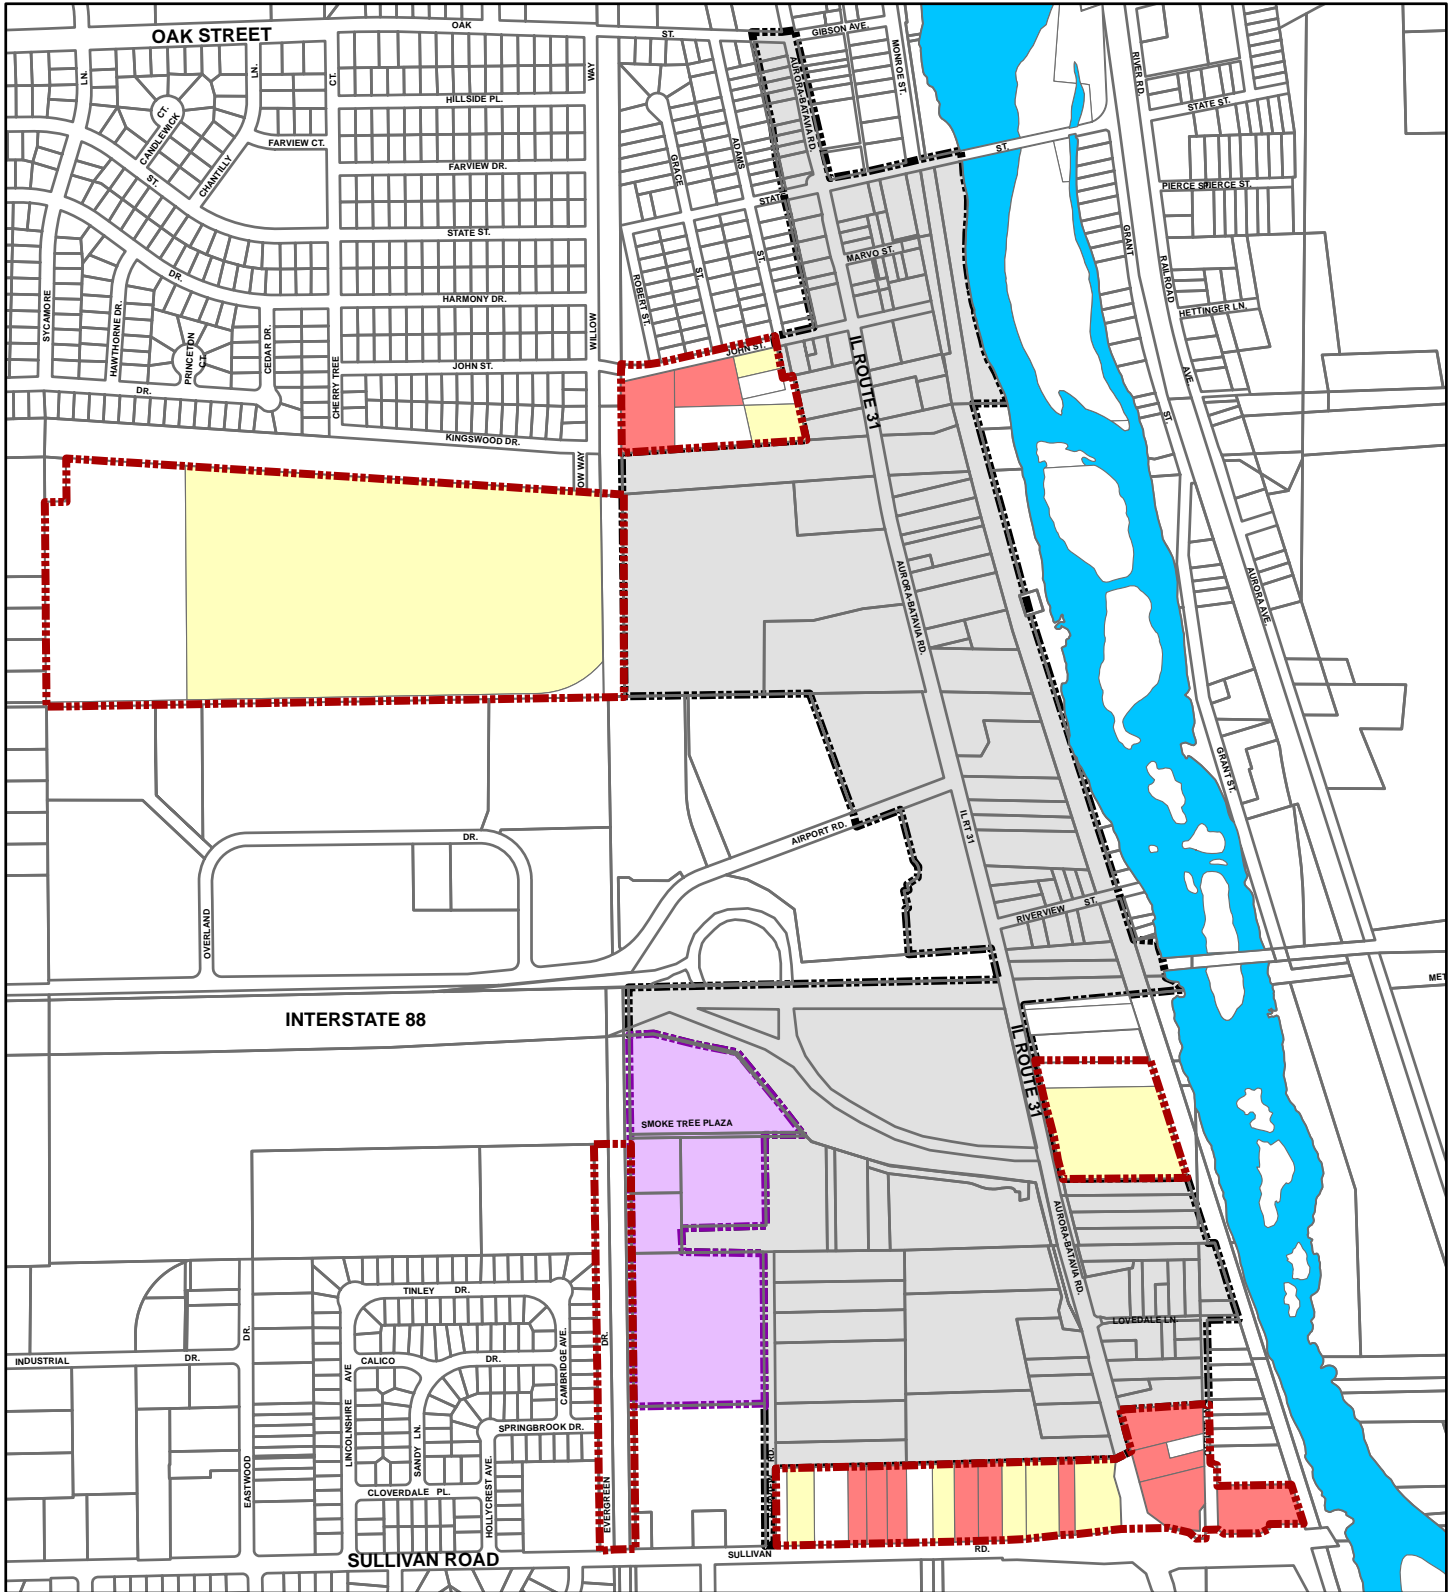 OAK
OAK STREET
ST.
GIBSON AVE.
MONROE ST.
RIVER RD.
LN.
LN.
CT.
WAY
AURORA-BATAVIA RD.
HILLSIDE PL.
STATE ST.
CT.
CANDLEWICK
FARVIEW CT.
ST.
ADAMS
GRACE
FARVIEW DR.
CHANTILLY
ST.
PIERCE ST.
PIERCE ST.
STATE
STATE ST.
GRANT
MARVO ST.
ST.
ST.
DR.
RAILROAD
ROBERT ST.
HARMONY DR.
HETTINGER LN.
SYCAMORE
HAWTHORNE DR.
WILLOW
PRINCETON
CT.
CEDAR DR.
JOHN ST.
JOHN ST.
IL ROUTE 31
AVE.
DR.
CHERRY TREE
ST.
KINGSWOOD DR.
OW WAY
AURORA-BATAVIA RD.
AURORA AVE.
GRANT ST.
AIRPORT RD.
IL RT 31
DR.
OVERLAND
RIVERVIEW
ST.
MET
INTERSTATE 88
IL ROUTE 31
SMOKE TREE PLAZA
AURORA-BATAVIA RD.
TINLEY
DR.
LOVEDALE LN.
DR.
DR.
CAMBRIDGE AVE.
INDUSTRIAL
DR.
CALICO
DR.
LINCOLNSHIRE AVE
SANDY LN.
SPRINGBROOK DR.
HOLLYCREST AVE.
EASTWOOD
CLOVERDALE PL.
EVERGREEN
RD.
SULLIVAN
RD.
SULLIVAN ROAD